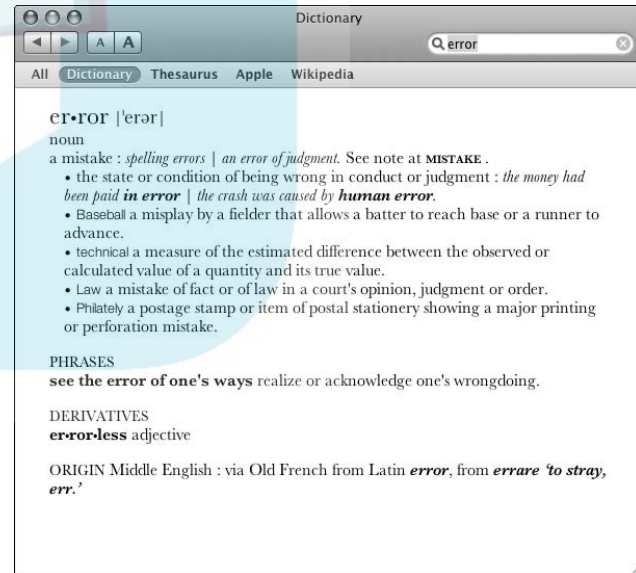 Dictionary
A A
error
All Dictionary Thesaurus Apple Wikipedia
er•ror |ˈerər|
noun
a mistake : spelling errors | an error of judgment. See note at MISTAKE .
• the state or condition of being wrong in conduct or judgment : the money had
been paid in error | the crash was caused by human error.
• Baseball a misplay by a fielder that allows a batter to reach base or a runner to
advance.
• technical a measure of the estimated difference between the observed or
calculated value of a quantity and its true value.
• Law a mistake of fact or of law in a court's opinion, judgment or order.
• Philately a postage stamp or item of postal stationery showing a major printing
or perforation mistake.
PHRASES
see the error of one's ways realize or acknowledge one's wrongdoing.
DERIVATIVES
er•ror•less adjective
ORIGIN Middle English : via Old French from Latin error, from errare ‘to stray,
err.’